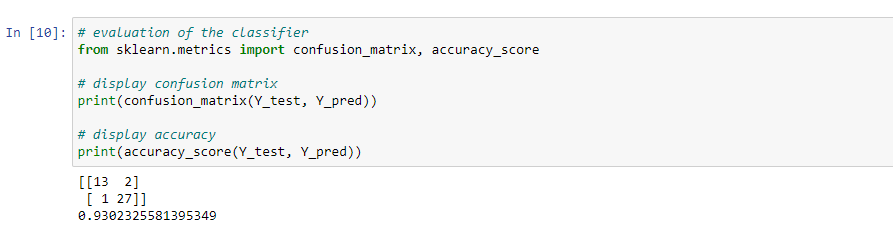 In [10]: # evaluation of the classifier
from sklearn.metrics import confusion_matrix, accuracy_score
# display confusion matrix
print(confusion_matrix(Y_test, Y_pred))
# display accuracy
print(accuracy_score(Y_test, Y_pred))
[[13  2]
 [ 1 27]]
0.9302325581395349